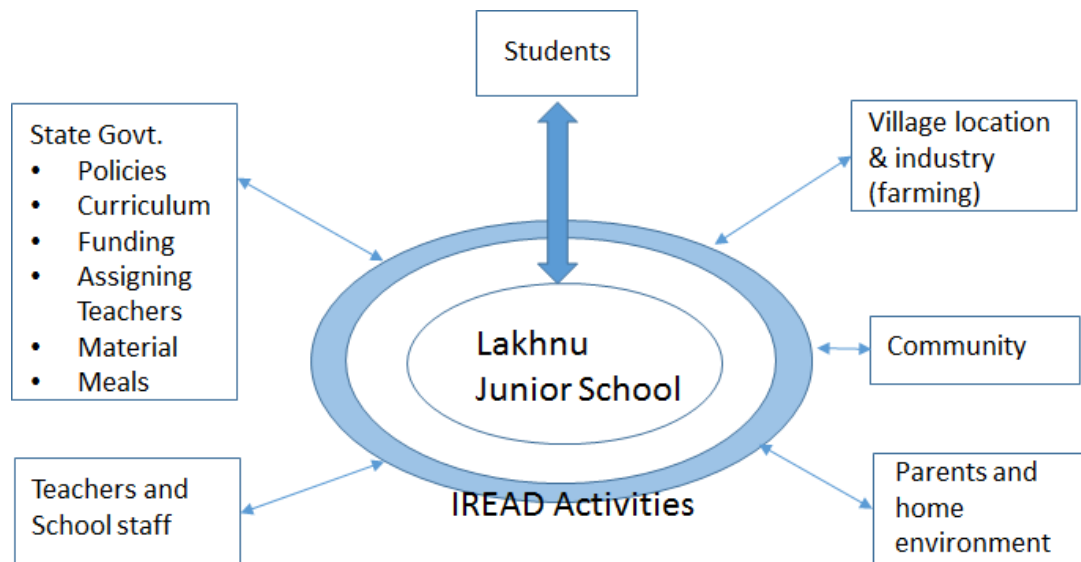 Students
State Govt.
• Policies
• Curriculum
• Funding
• Assigning
Teachers
• Material
• Meals
Village location
& industry
(farming)
Lakhnu
Junior School
Community
Teachers and
School staff
IREAD Activities
Parents and
home
environment